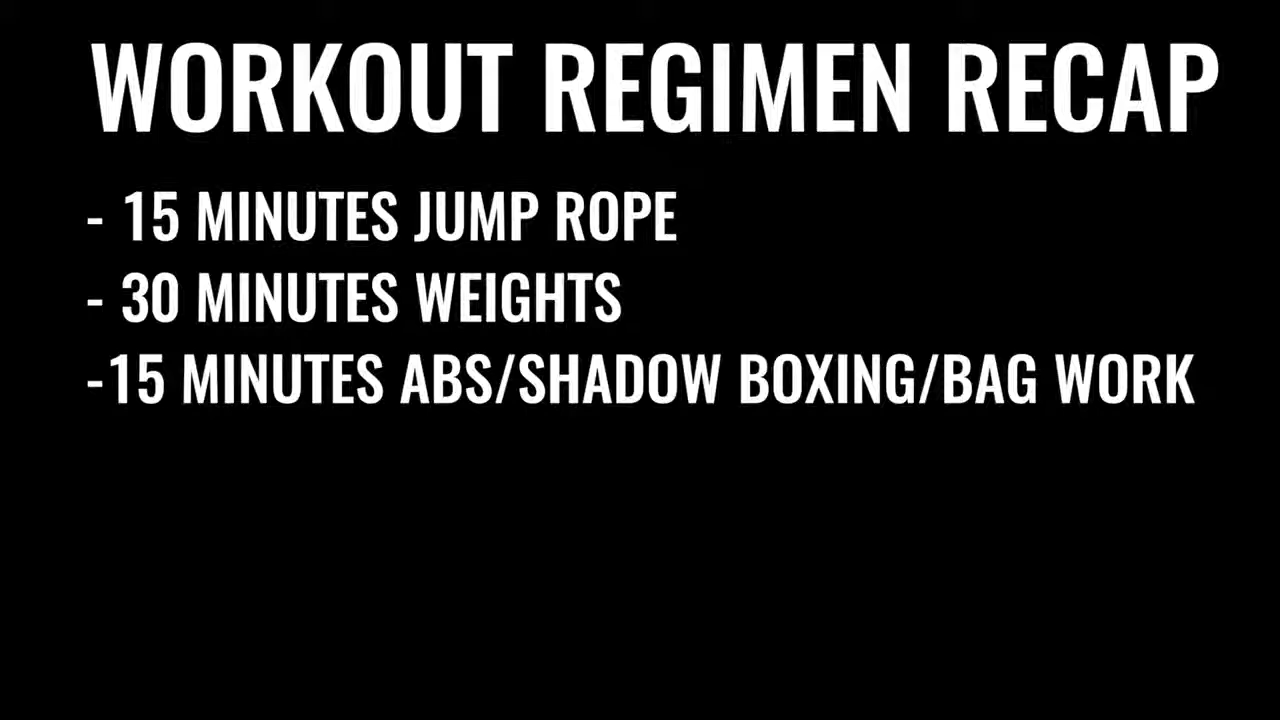 WORKOUT REGIMEN RECAP
- 15 MINUTES JUMP ROPE
- 30 MINUTES WEIGHTS
-15 MINUTES ABS/SHADOW BOXING/BAG WORK